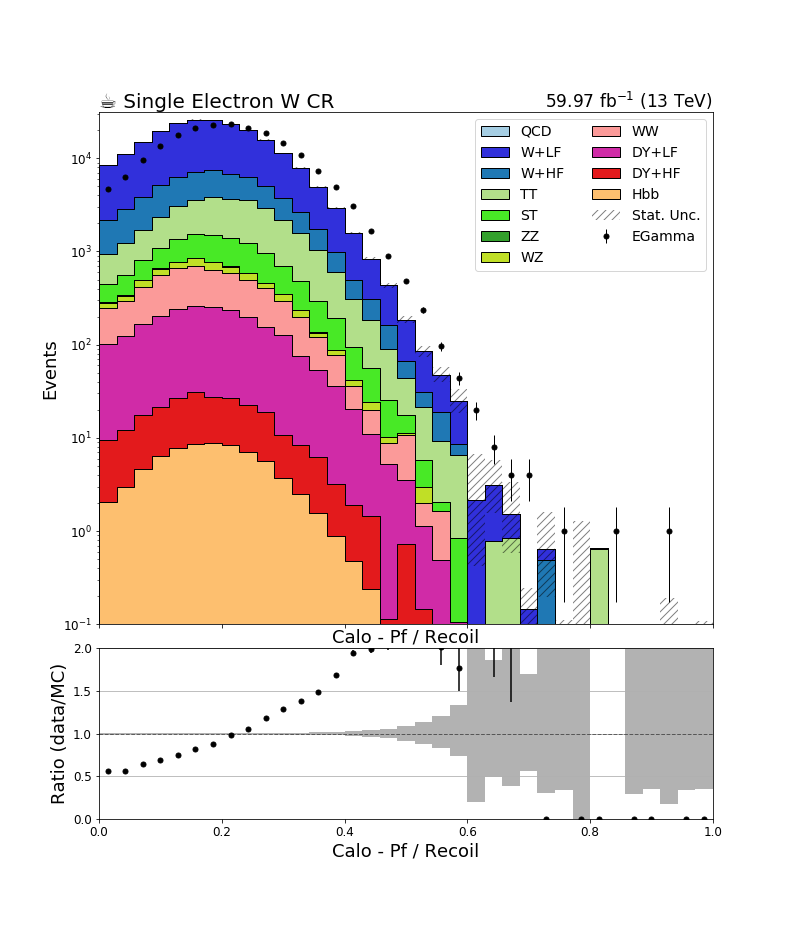 ☕ Single Electron W CR
59.97 fb⁻¹ (13 TeV)
QCD
W+LF
W+HF
TT
ST
ZZ
WZ
WW
DY+LF
DY+HF
Hbb
Stat. Unc.
EGamma
Events
10⁴
10³
10²
10¹
10⁰
10⁻¹
Calo - Pf / Recoil
Ratio (data/MC)
2.0
1.5
1.0
0.5
0.0
0.0 0.2 0.4 0.6 0.8 1.0
Calo - Pf / Recoil